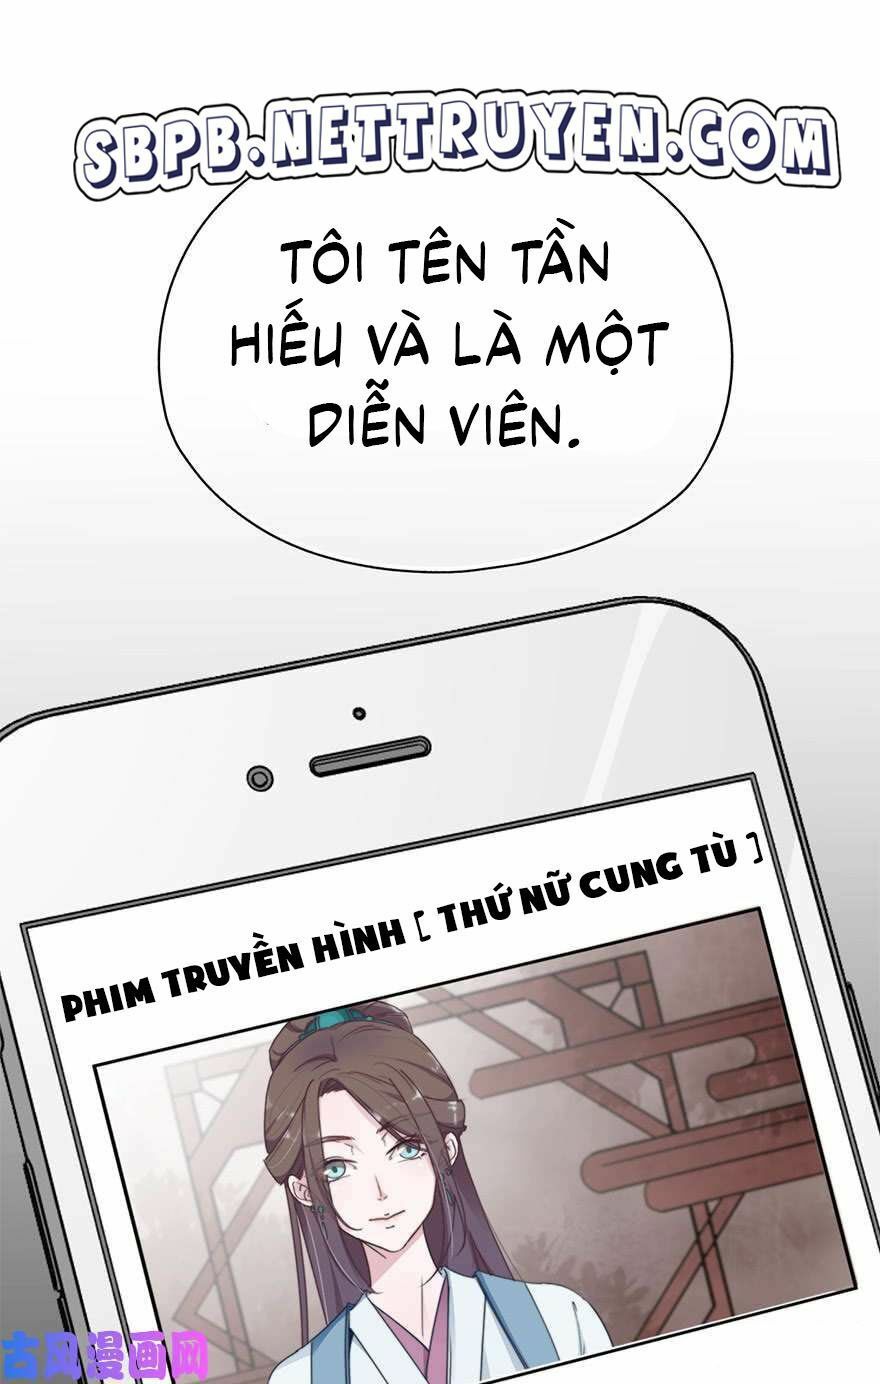 SBPB.NETTRUYEN.COM
TÔI TÊN TẦN
HIẾU VÀ LÀ MỘT
DIỄN VIÊN.
PHIM TRUYỀN HÌNH [ THỨ NỮ CUNG TÙ ]
古风漫画网